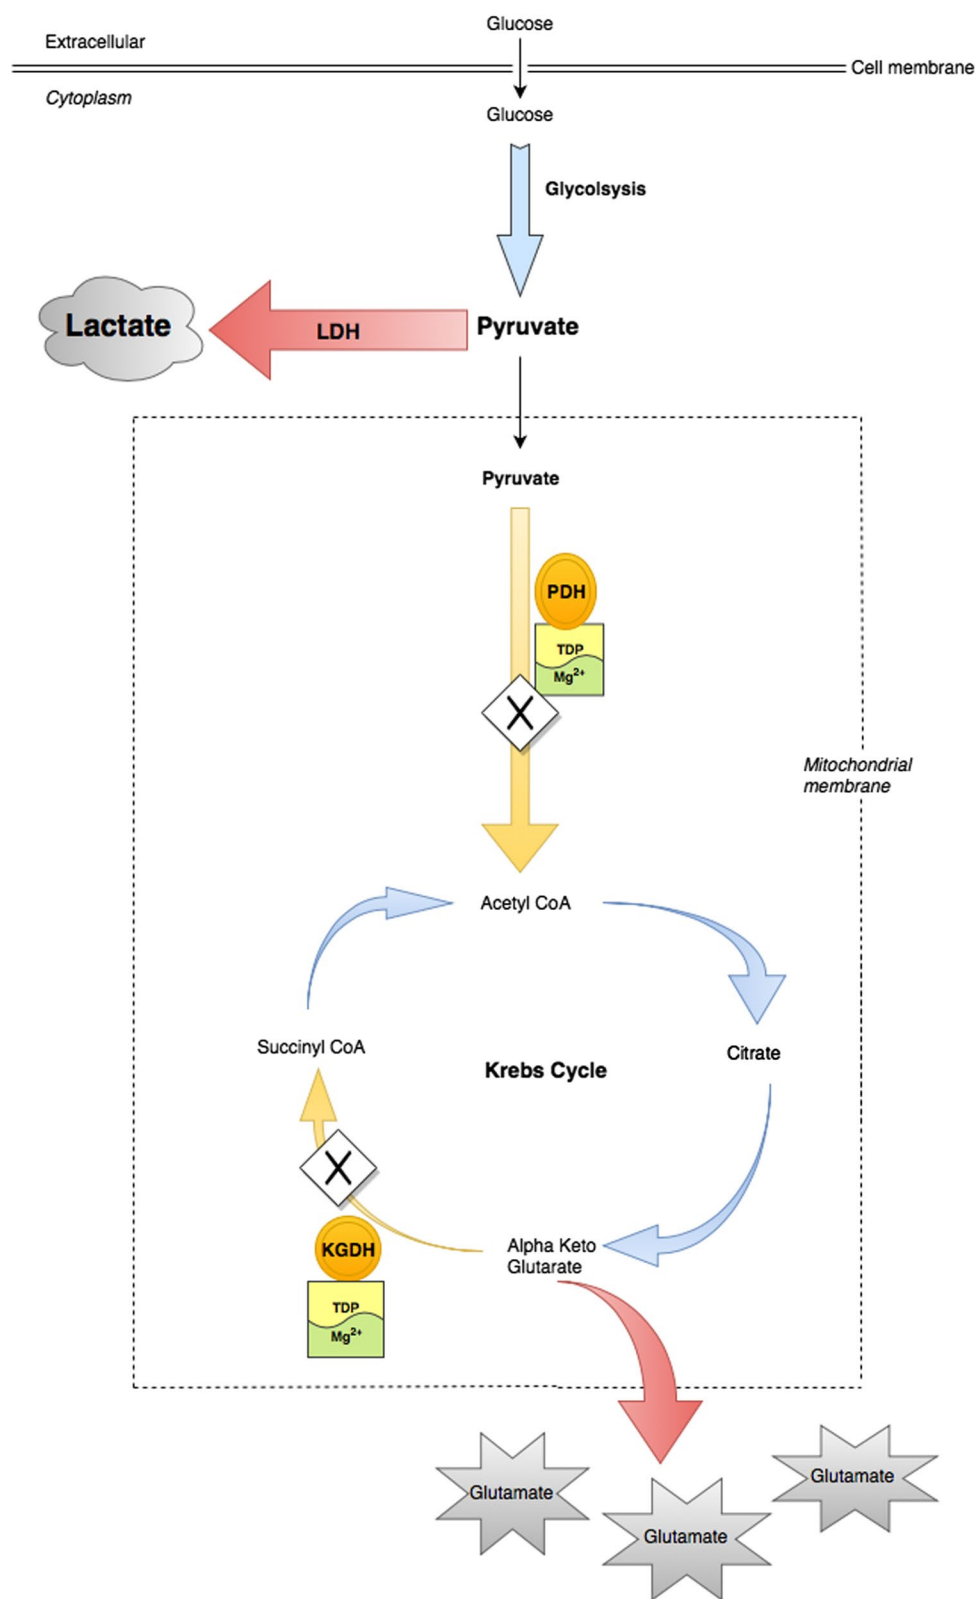 Glucose
Extracellular
Cell membrane
Cytoplasm
Glucose
Glycolsysis
Lactate
LDH
Pyruvate
Pyruvate
PDH
TDP
Mg²⁺
X
Mitochondrial
membrane
Acetyl CoA
Succinyl CoA
Citrate
Krebs Cycle
X
KGDH
Alpha Keto
Glutarate
TDP
Mg²⁺
Glutamate
Glutamate
Glutamate